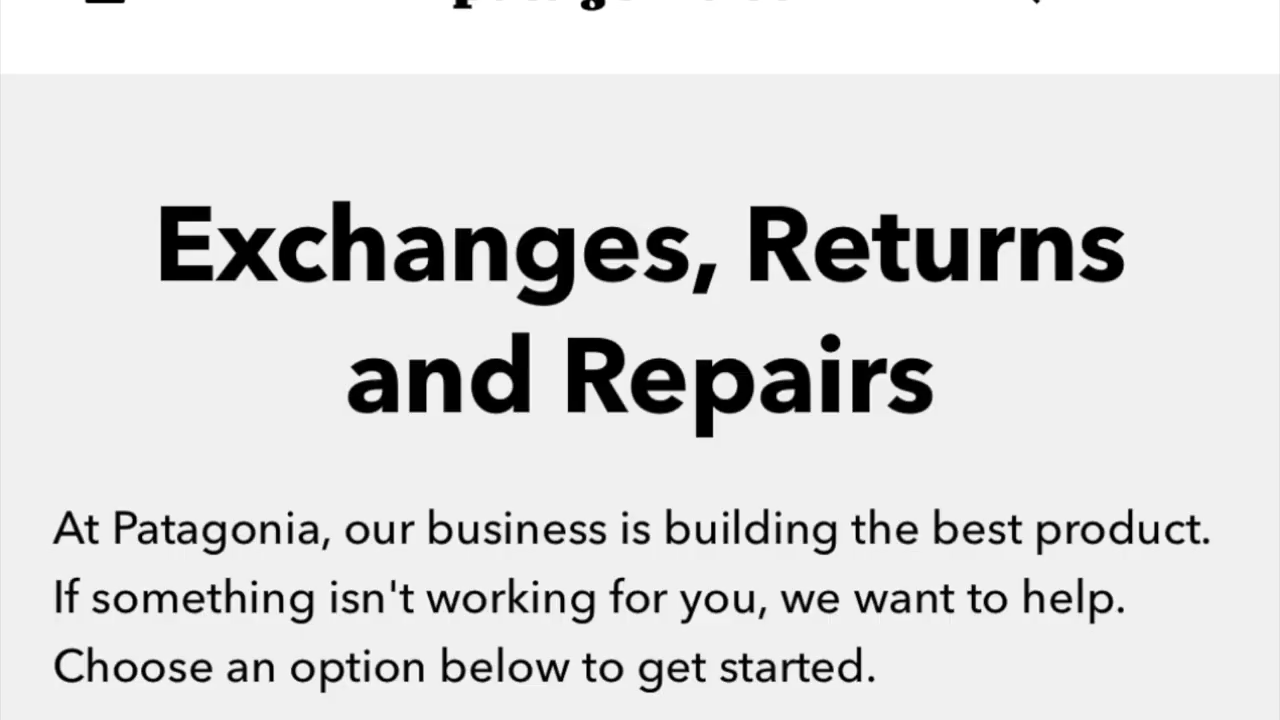 Exchanges, Returns
and Repairs
At Patagonia, our business is building the best product.
If something isn't working for you, we want to help.
Choose an option below to get started.